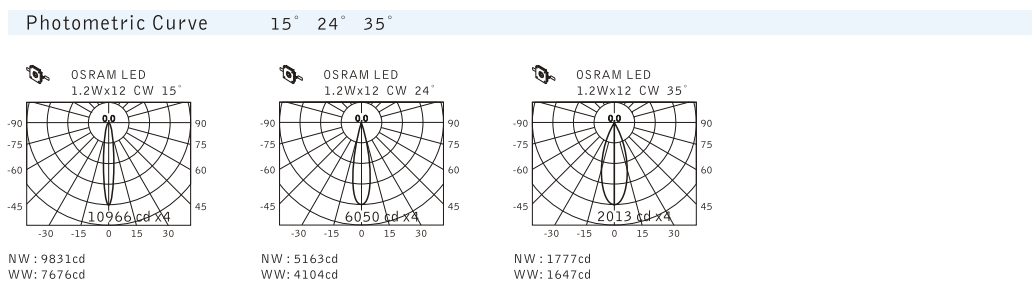 Photometric Curve 15° 24° 35°
OSRAM LED
1.2Wx12 CW 15°
0.0
-90 90
-75 75
-60 60
-45 45
10966 cd x4
-30 -15 0 15 30
NW : 9831cd
WW : 7676cd
OSRAM LED
1.2Wx12 CW 24°
0.0
-90 90
-75 75
-60 60
-45 45
6050 cd x4
-30 -15 0 15 30
NW : 5163cd
WW : 4104cd
OSRAM LED
1.2Wx12 CW 35°
0.0
-90 90
-75 75
-60 60
-45 45
2013 cd x4
-30 -15 0 15 30
NW : 1777cd
WW : 1647cd